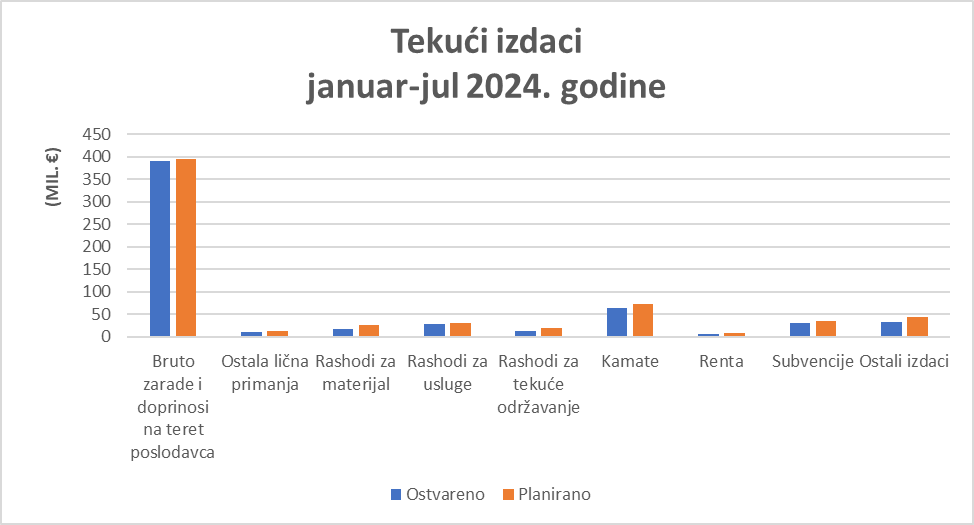 Tekući izdaci
januar-jul 2024. godine
(MIL. €)
450
400
350
300
250
200
150
100
50
0
Bruto
zarade i
doprinosi
na teret
poslodavca
Ostala lična
primanja
Rashodi za
materijal
Rashodi za
usluge
Rashodi za
tekuće
održavanje
Kamate
Renta
Subvencije
Ostali izdaci
Ostvareno
Planirano